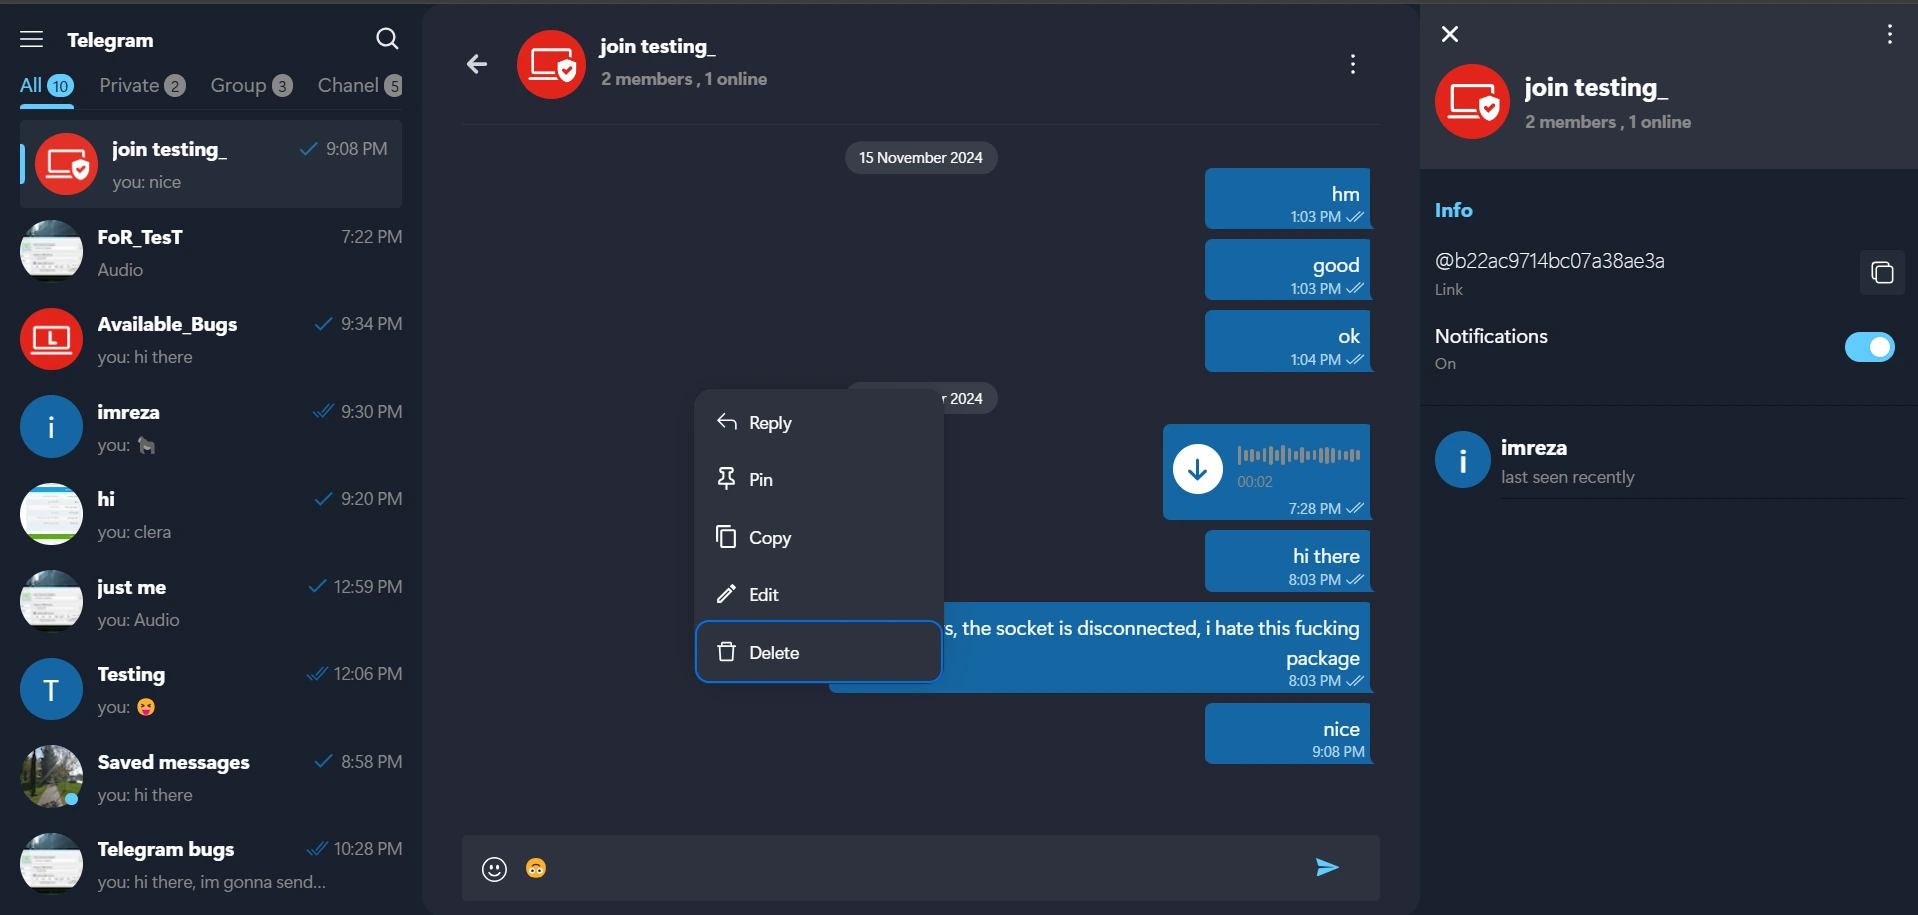 Telegram
All 10 Private 2 Group 3 Chanel 5
join testing_ 9:08 PM
you: nice
FoR_TesT 7:22 PM
Audio
L
Available_Bugs 9:34 PM
you: hi there
i
imreza 9:30 PM
you: 🦍
hi 9:20 PM
you: clera
just me 12:59 PM
you: Audio
T
Testing 12:06 PM
you: 😝
Saved messages 8:58 PM
you: hi there
Telegram bugs 10:28 PM
you: hi there, im gonna send...
join testing_
2 members , 1 online
15 November 2024
hm
1:03 PM
good
1:03 PM
ok
1:04 PM
2024
00:02
7:28 PM
hi there
8:03 PM
the socket is disconnected, i hate this fucking
package
8:03 PM
nice
9:08 PM
Reply
Pin
Copy
Edit
Delete
😳
join testing_
2 members , 1 online
Info
@b22ac9714bc07a38ae3a
Link
Notifications
On
i
imreza
last seen recently